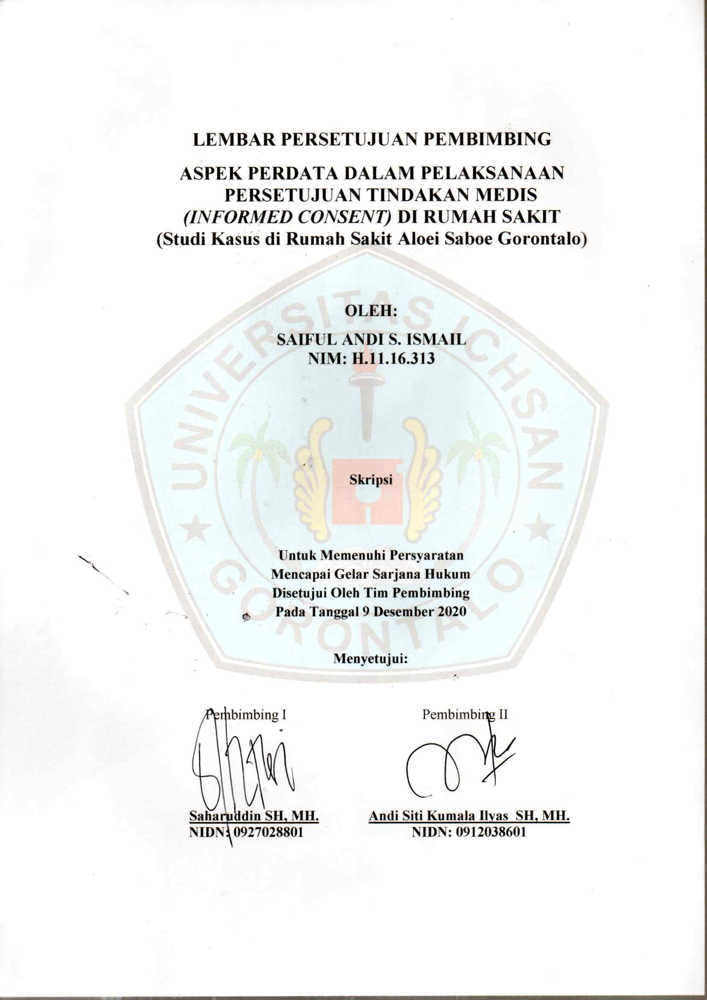 LEMBAR PERSETUJUAN PEMBIMBING
ASPEK PERDATA DALAM PELAKSANAAN
PERSETUJUAN TINDAKAN MEDIS
(INFORMED CONSENT) DI RUMAH SAKIT
(Studi Kasus di Rumah Sakit Aloei Saboe Gorontalo)
UNIVERSITAS ICHSAN
OLEH:
SAIFUL ANDI S. ISMAIL
NIM: H.11.16.313
Skripsi
Untuk Memenuhi Persyaratan
Mencapai Gelar Sarjana Hukum
Disetujui Oleh Tim Pembimbing
Pada Tanggal 9 Desember 2020
GORONTALO
Menyetujui:
Pembimbing I
Pembimbing II
Saharuddin SH, MH.
NIDN: 0927028801
Andi Siti Kumala Ilyas SH, MH.
NIDN: 0912038601